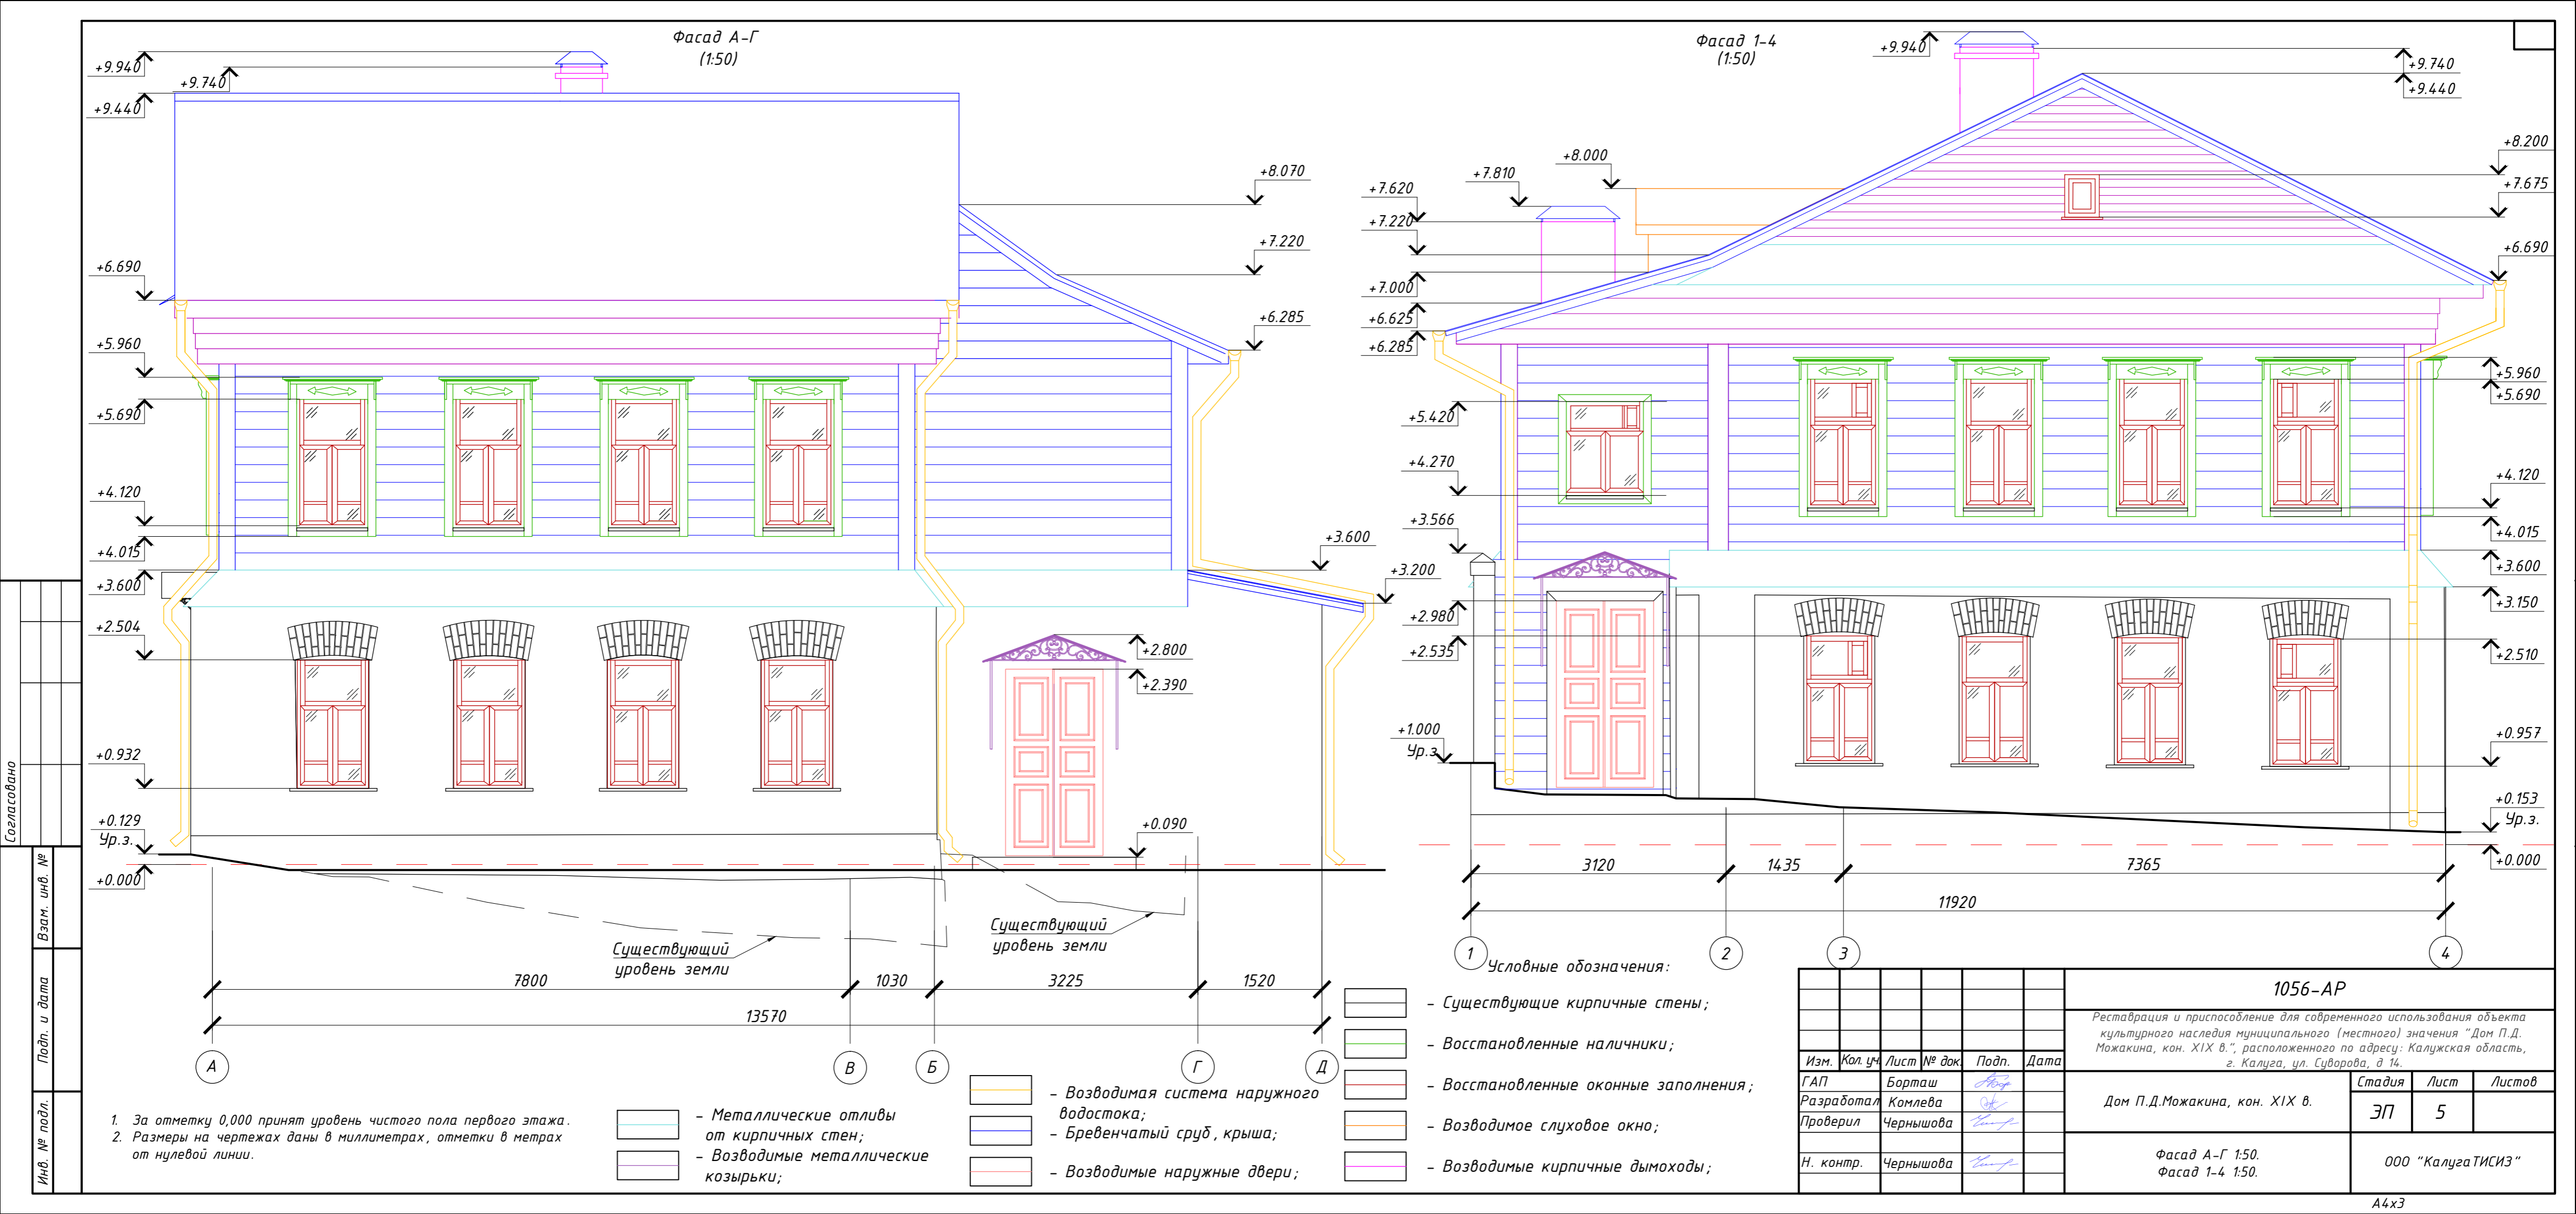 Фасад А-Г
(1:50)
+9.940
+9.740
+9.440
+6.690
+5.960
+5.690
+4.120
+4.015
+3.600
+2.504
+0.932
+0.129
Ур.з.
+0.000
+8.070
+7.220
+6.285
+3.600
+3.200
+2.800
+2.390
+0.090
Существующий
уровень земли
Существующий
уровень земли
7800
1030
3225
1520
13570
А
В
Б
Г
Д
Фасад 1-4
(1:50)
+9.940
+9.740
+9.440
+8.200
+7.675
+6.690
+5.960
+5.690
+4.120
+4.015
+3.600
+3.150
+2.510
+0.957
+0.153
Ур.з.
+0.000
+8.000
+7.810
+7.620
+7.220
+7.000
+6.625
+6.285
+5.420
+4.270
+3.566
+2.980
+2.535
+1.000
Ур.з.
3120
1435
7365
11920
1
2
3
4
Условные обозначения:
- Существующие кирпичные стены;
- Восстановленные наличники;
- Восстановленные оконные заполнения;
- Возводимое слуховое окно;
- Возводимые кирпичные дымоходы;
- Возводимая система наружного
водостока;
- Бревенчатый сруб, крыша;
- Возводимые наружные двери;
- Металлические отливы
от кирпичных стен;
- Возводимые металлические
козырьки;
1. За отметку 0,000 принят уровень чистого пола первого этажа.
2. Размеры на чертежах даны в миллиметрах, отметки в метрах
от нулевой линии.
Согласовано
Взам. инв. №
Подп. и дата
Инв. № подл.
1056-АР
Реставрация и приспособление для современного использования объекта
культурного наследия муниципального (местного) значения "Дом П.Д.
Можакина, кон. XIX в.", расположенного по адресу: Калужская область,
г. Калуга, ул. Суворова, д 14.
Изм. Кол. уч. Лист № док. Подп. Дата
ГАП Борташ
Разработал Комлева
Проверил Чернышова
Н. контр. Чернышова
Дом П.Д.Можакина, кон. XIX в.
Стадия Лист Листов
ЭП 5
Фасад А-Г 1:50.
Фасад 1-4 1:50.
ООО "КалугаТИСИЗ"
А4х3